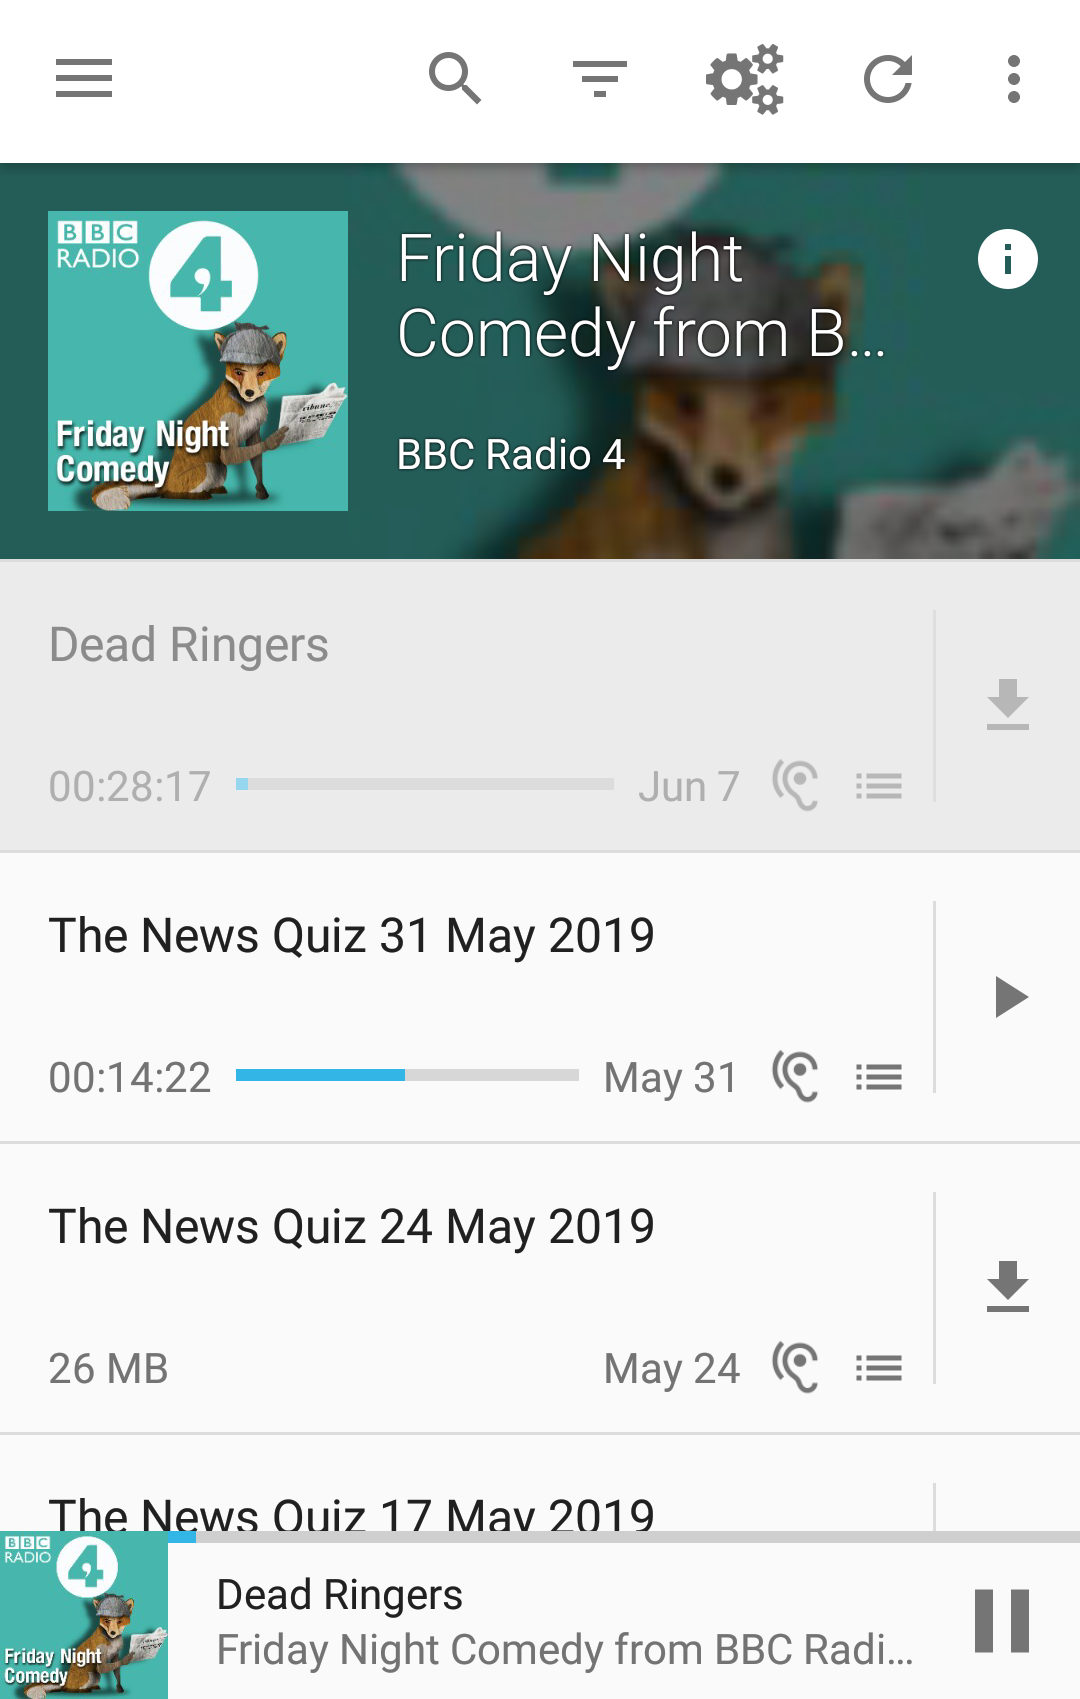 BBC
RADIO
4
Friday Night
Comedy
Friday Night
Comedy from B...
BBC Radio 4
Dead Ringers
00:28:17
Jun 7
The News Quiz 31 May 2019
00:14:22
May 31
The News Quiz 24 May 2019
26 MB
May 24
The News Quiz 17 May 2019
BBC
RADIO
4
Friday Night
Comedy
Dead Ringers
Friday Night Comedy from BBC Radi...